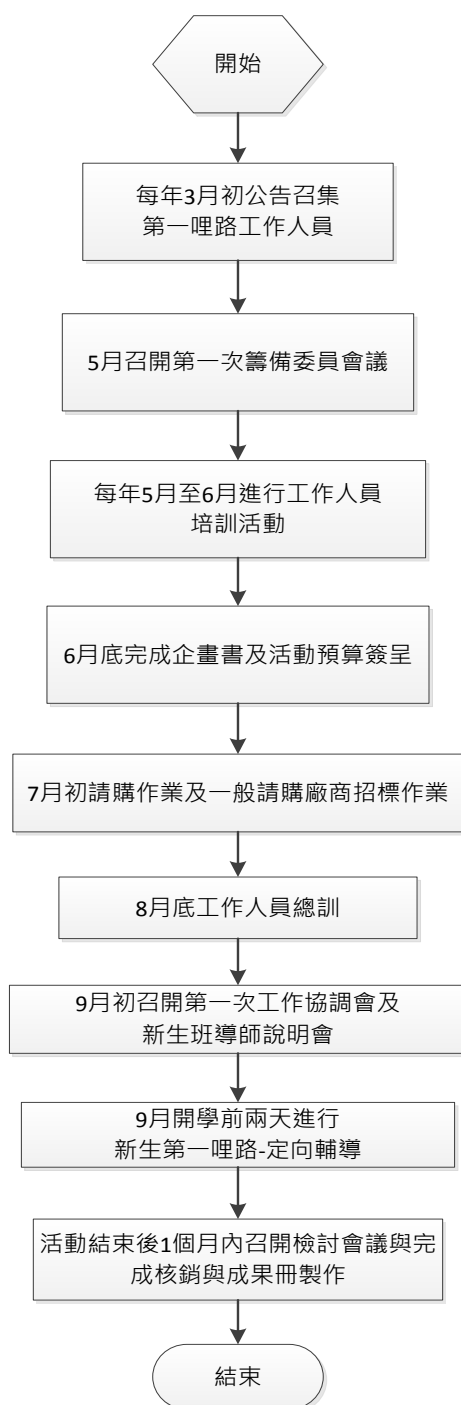 開始
每年3月初公告召集
第一哩路工作人員
5月召開第一次籌備委員會議
每年5月至6月進行工作人員
培訓活動
6月底完成企畫書及活動預算簽呈
7月初請購作業及一般請購廠商招標作業
8月底工作人員總訓
9月初召開第一次工作協調會及
新生班導師說明會
9月開學前兩天進行
新生第一哩路-定向輔導
活動結束後1個月內召開檢討會議與完
成核銷與成果冊製作
結束